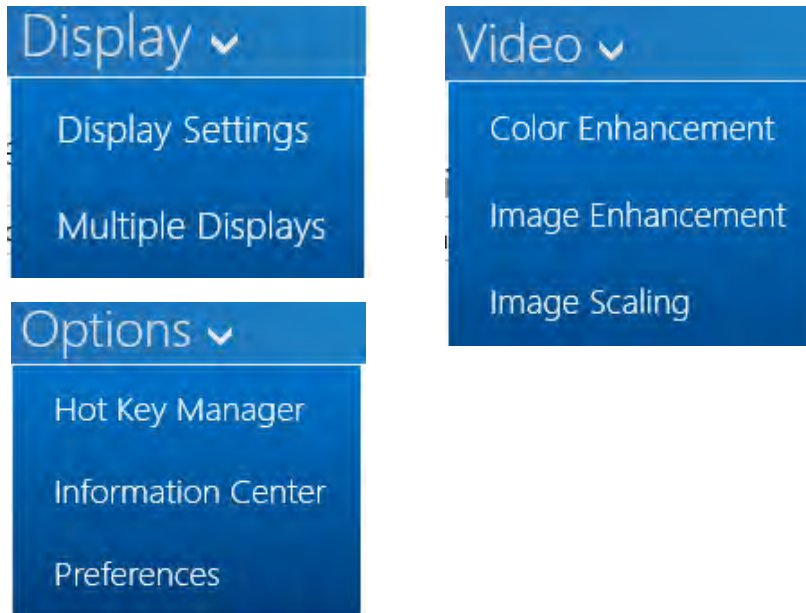 Display
Display Settings
Multiple Displays
Options
Hot Key Manager
Information Center
Preferences
Video
Color Enhancement
Image Enhancement
Image Scaling